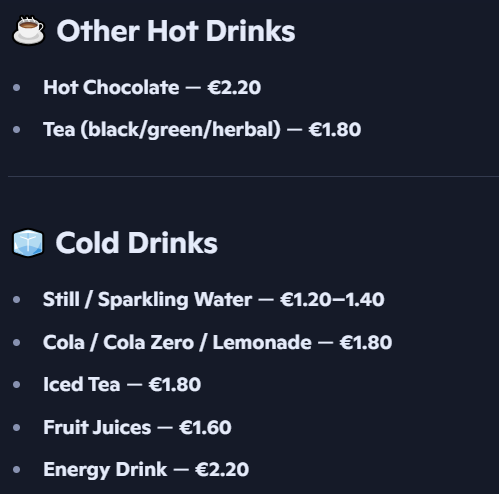 Other Hot Drinks
Hot Chocolate — €2.20
Tea (black/green/herbal) — €1.80
Cold Drinks
Still / Sparkling Water — €1.20–1.40
Cola / Cola Zero / Lemonade — €1.80
Iced Tea — €1.80
Fruit Juices — €1.60
Energy Drink — €2.20